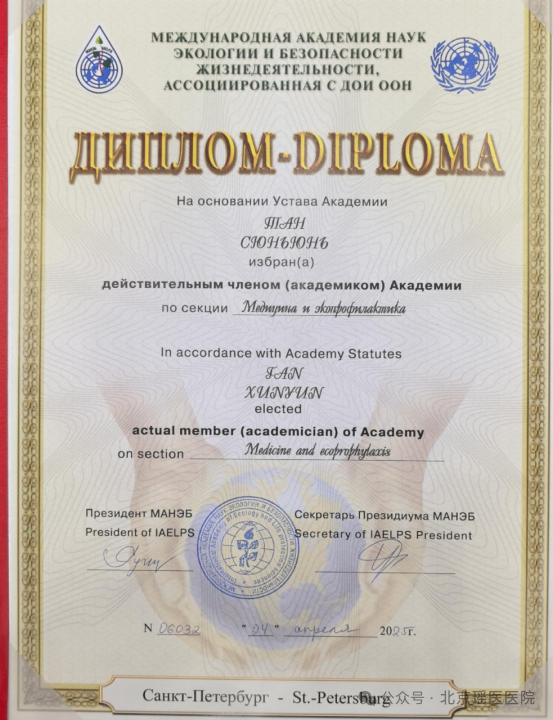 МЕЖДУНАРОДНАЯ АКАДЕМИЯ НАУК
ЭКОЛОГИИ И БЕЗОПАСНОСТИ
ЖИЗНЕДЕЯТЕЛЬНОСТИ,
АССОЦИИРОВАННАЯ С ДОИ ООН
ДИПЛОМ-DIPLOMA
На основании Устава Академии
ТАН
СЮНЬЮНЬ
избран(а)
действительным членом (академиком) Академии
по секции Медицина и экопрофилактика
In accordance with Academy Statutes
TAN
XUNYUN
elected
actual member (academician) of Academy
on section Medicine and ecoprophylaxis
Президент МАНЭБ
President of IAELPS
Секретарь Президиума МАНЭБ
Secretary of IAELPS President
N 06032 "24" апреля 2025г.
Санкт-Петербург - St.-Petersburg
公众号 · 北京谣医医院